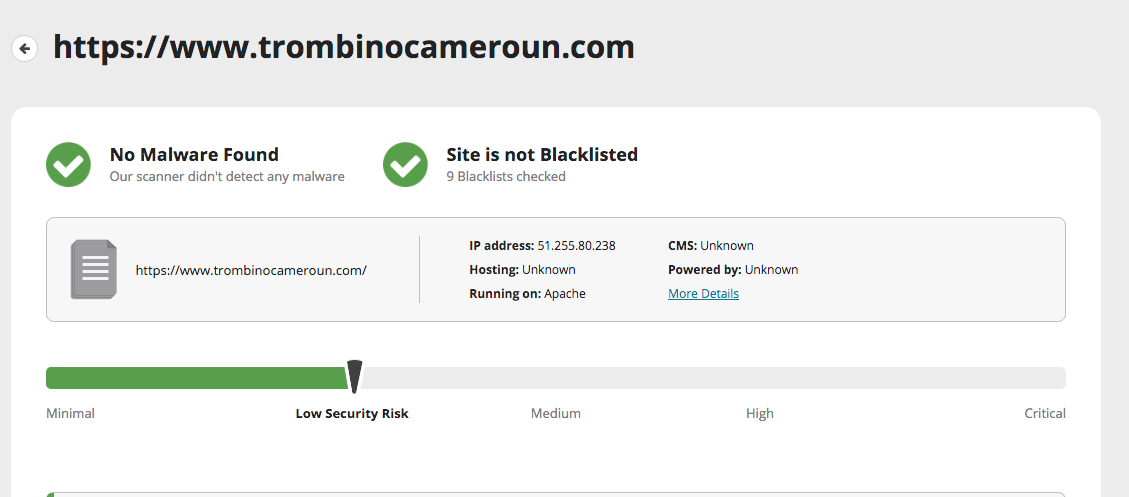 https://www.trombinocameroun.com
No Malware Found
Our scanner didn't detect any malware
Site is not Blacklisted
9 Blacklists checked
https://www.trombinocameroun.com/
IP address: 51.255.80.238
Hosting: Unknown
Running on: Apache
CMS: Unknown
Powered by: Unknown
More Details
Minimal
Low Security Risk
Medium
High
Critical